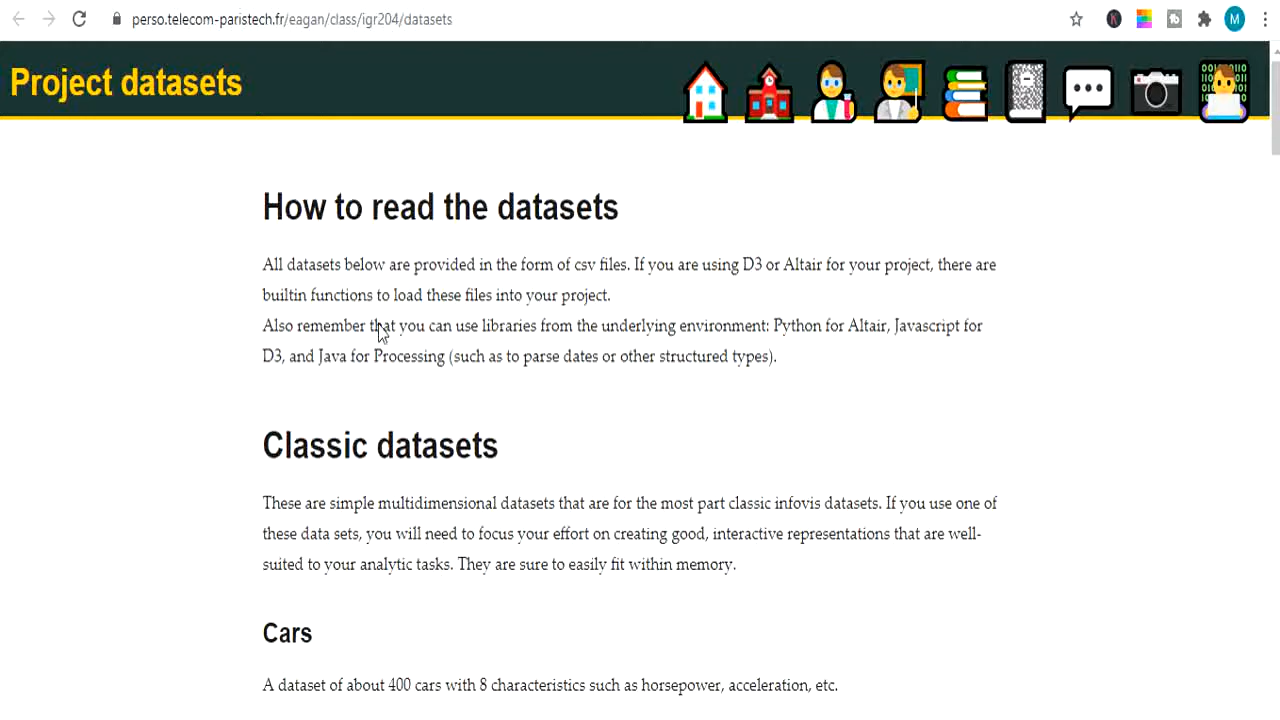 perso.telecom-paristech.fr/eagan/class/igr204/datasets
M
Project datasets
How to read the datasets
All datasets below are provided in the form of csv files. If you are using D3 or Altair for your project, there are
builtin functions to load these files into your project.
Also remember that you can use libraries from the underlying environment: Python for Altair, Javascript for
D3, and Java for Processing (such as to parse dates or other structured types).
Classic datasets
These are simple multidimensional datasets that are for the most part classic infovis datasets. If you use one of
these data sets, you will need to focus your effort on creating good, interactive representations that are well-
suited to your analytic tasks. They are sure to easily fit within memory.
Cars
A dataset of about 400 cars with 8 characteristics such as horsepower, acceleration, etc.